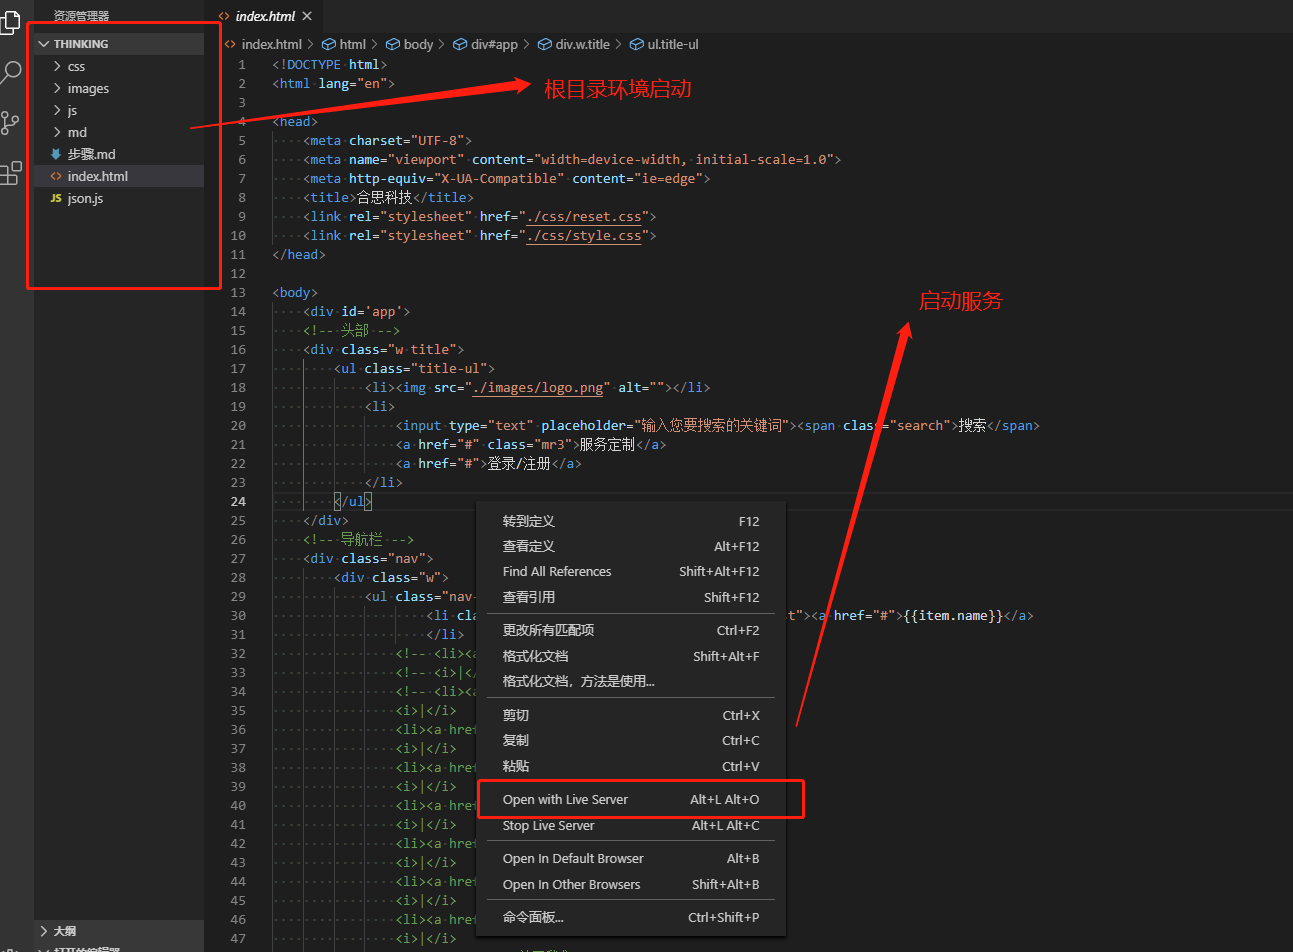 资源管理器
THINKING
css
images
js
md
步骤.md
index.html
JS json.js
大纲
index.html
index.html > html > body > div#app > div.w.title > ul.title-ul
根目录环境启动
启动服务
1 <!DOCTYPE html>
2 <html lang="en">
3
4 <head>
5 <meta charset="UTF-8">
6 <meta name="viewport" content="width=device-width, initial-scale=1.0">
7 <meta http-equiv="X-UA-Compatible" content="ie=edge">
8 <title>合思科技</title>
9 <link rel="stylesheet" href="./css/reset.css">
10 <link rel="stylesheet" href="./css/style.css">
11 </head>
12
13 <body>
14 <div id='app'>
15 <!-- 头部 -->
16 <div class="w title">
17 <ul class="title-ul">
18 <li><img src="./images/logo.png" alt=""></li>
19 <li>
20 <input type="text" placeholder="输入您要搜索的关键词"><span class="search">搜索</span>
21 <a href="#" class="mr3">服务定制</a>
22 <a href="#">登录/注册</a>
23 </li>
24 </ul>
25 </div>
26 <!-- 导航栏 -->
27 <div class="nav">
28 <div class="w">
29 <ul class="nav-
30 <li cla t"><a href="#">{{item.name}}</a>
31 </li>
32 <!-- <li><a
33 <!-- <i>|</
34 <!-- <li><a
35 <i>|</i>
36 <li><a href
37 <i>|</i>
38 <li><a href
39 <i>|</i>
40 <li><a href
41 <i>|</i>
42 <li><a href
43 <i>|</i>
44 <li><a href
45 <i>|</i>
46 <li><a href
47 <i>|</i>
转到定义 F12
查看定义 Alt+F12
Find All References Shift+Alt+F12
查看引用 Shift+F12
更改所有匹配项 Ctrl+F2
格式化文档 Shift+Alt+F
格式化文档，方法是使用...
剪切 Ctrl+X
复制 Ctrl+C
粘贴 Ctrl+V
Open with Live Server Alt+L Alt+O
Stop Live Server Alt+L Alt+C
Open In Default Browser Alt+B
Open In Other Browsers Shift+Alt+B
命令面板... Ctrl+Shift+P